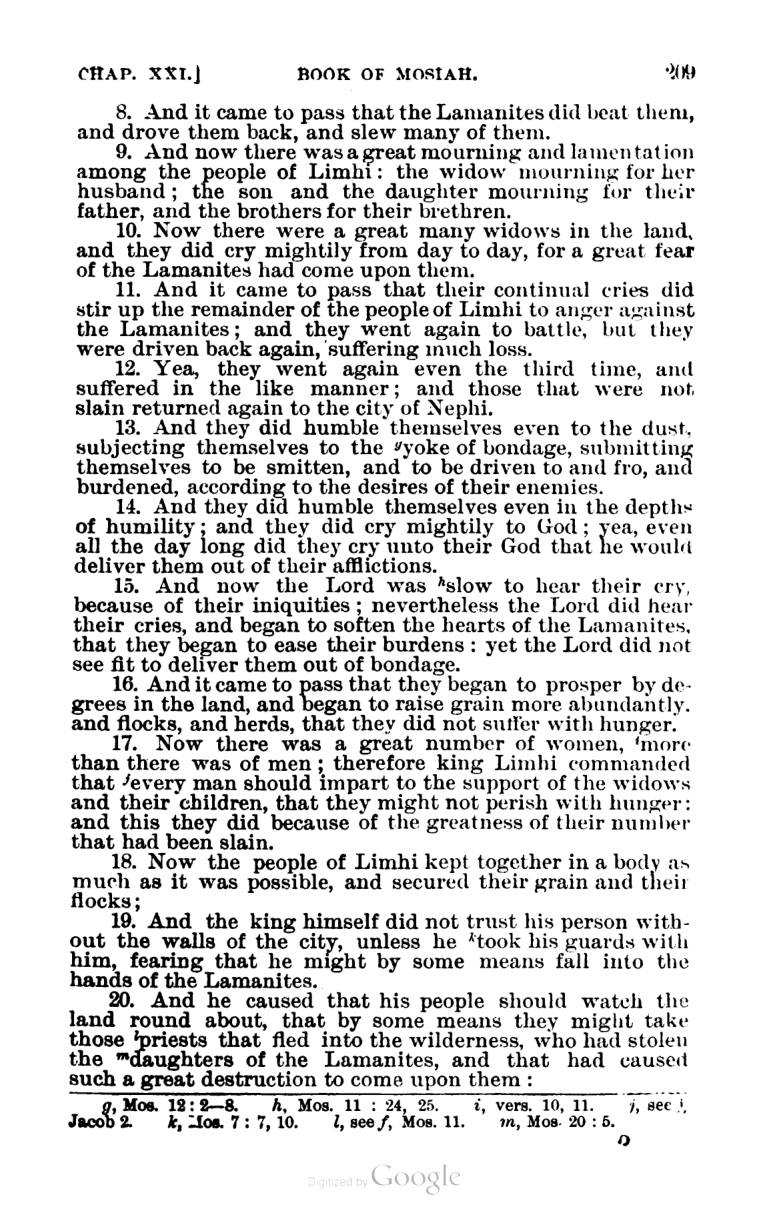 CHAP. XXI.] BOOK OF MOSIAH. 209
8. And it came to pass that the Lamanites did beat them,
and drove them back, and slew many of them.
9. And now there was a great mourning and lamentation
among the people of Limhi: the widow mourning for her
husband; the son and the daughter mourning for their
father, and the brothers for their brethren.
10. Now there were a great many widows in the land,
and they did cry mightily from day to day, for a great fear
of the Lamanites had come upon them.
11. And it came to pass that their continual cries did
stir up the remainder of the people of Limhi to anger against
the Lamanites; and they went again to battle, but they
were driven back again, suffering much loss.
12. Yea, they went again even the third time, and
suffered in the like manner; and those that were not
slain returned again to the city of Nephi.
13. And they did humble themselves even to the dust,
subjecting themselves to the gyoke of bondage, submitting
themselves to be smitten, and to be driven to and fro, and
burdened, according to the desires of their enemies.
14. And they did humble themselves even in the depths
of humility; and they did cry mightily to God; yea, even
all the day long did they cry unto their God that he would
deliver them out of their afflictions.
15. And now the Lord was hslow to hear their cry,
because of their iniquities; nevertheless the Lord did hear
their cries, and began to soften the hearts of the Lamanites,
that they began to ease their burdens: yet the Lord did not
see fit to deliver them out of bondage.
16. And it came to pass that they began to prosper by de-
grees in the land, and began to raise grain more abundantly.
and flocks, and herds, that they did not suffer with hunger.
17. Now there was a great number of women, imore
than there was of men; therefore king Limhi commanded
that jevery man should impart to the support of the widows
and their children, that they might not perish with hunger:
and this they did because of the greatness of their number
that had been slain.
18. Now the people of Limhi kept together in a body as
much as it was possible, and secured their grain and their
flocks;
19. And the king himself did not trust his person with-
out the walls of the city, unless he ktook his guards with
him, fearing that he might by some means fall into the
hands of the Lamanites.
20. And he caused that his people should watch the
land round about, that by some means they might take
those lpriests that fled into the wilderness, who had stolen
the mdaughters of the Lamanites, and that had caused
such a great destruction to come upon them:
g, Mos. 12: 2—8. h, Mos. 11 : 24, 25. i, vers. 10, 11. j, see i,
Jacob 2. k, Mos. 7: 7, 10. l, see f, Mos. 11. m, Mos. 20 : 5.
O
Digitized by Google